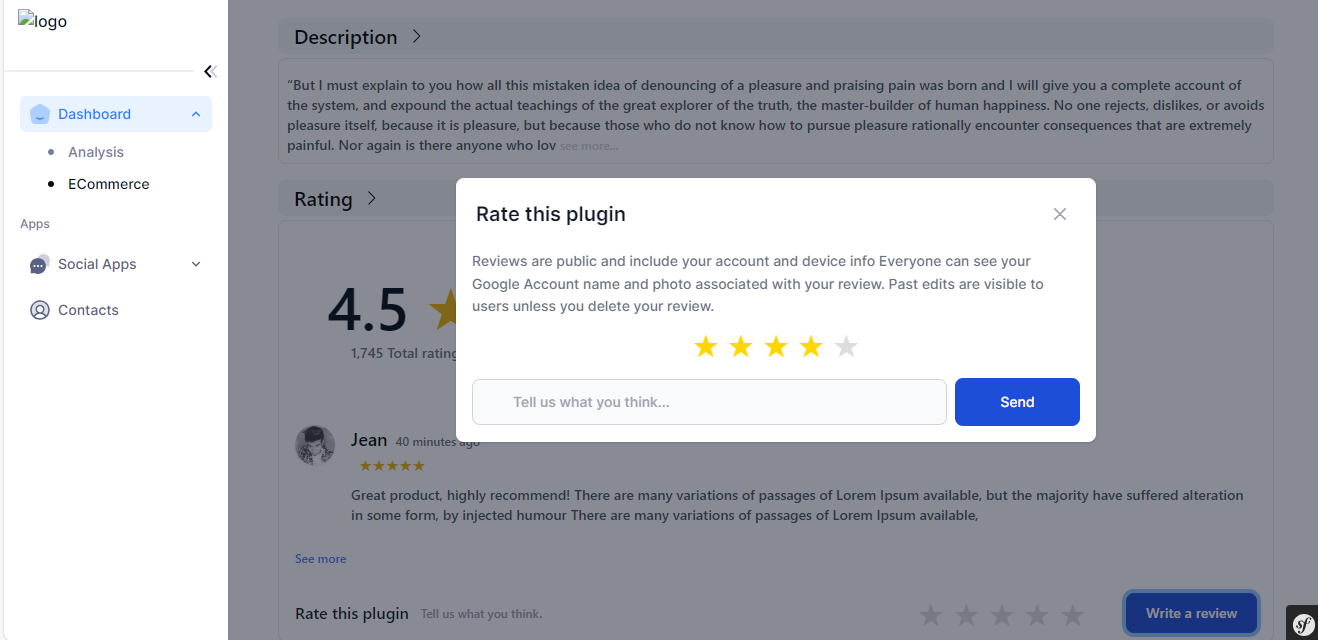 logo
Dashboard
Analysis
ECommerce
Apps
Social Apps
Contacts
Description
“But I must explain to you how all this mistaken idea of denouncing of a pleasure and praising pain was born and I will give you a complete account of
the system, and expound the actual teachings of the great explorer of the truth, the master-builder of human happiness. No one rejects, dislikes, or avoids
pleasure itself, because it is pleasure, but because those who do not know how to pursue pleasure rationally encounter consequences that are extremely
painful. Nor again is there anyone who lov see more...
Rating
4.5
1,745 Total rating
Rate this plugin
Reviews are public and include your account and device info Everyone can see your
Google Account name and photo associated with your review. Past edits are visible to
users unless you delete your review.
Tell us what you think...
Send
Jean 40 minutes ago
Great product, highly recommend! There are many variations of passages of Lorem Ipsum available, but the majority have suffered alteration
in some form, by injected humour There are many variations of passages of Lorem Ipsum available,
See more
Rate this plugin Tell us what you think.
Write a review
sf